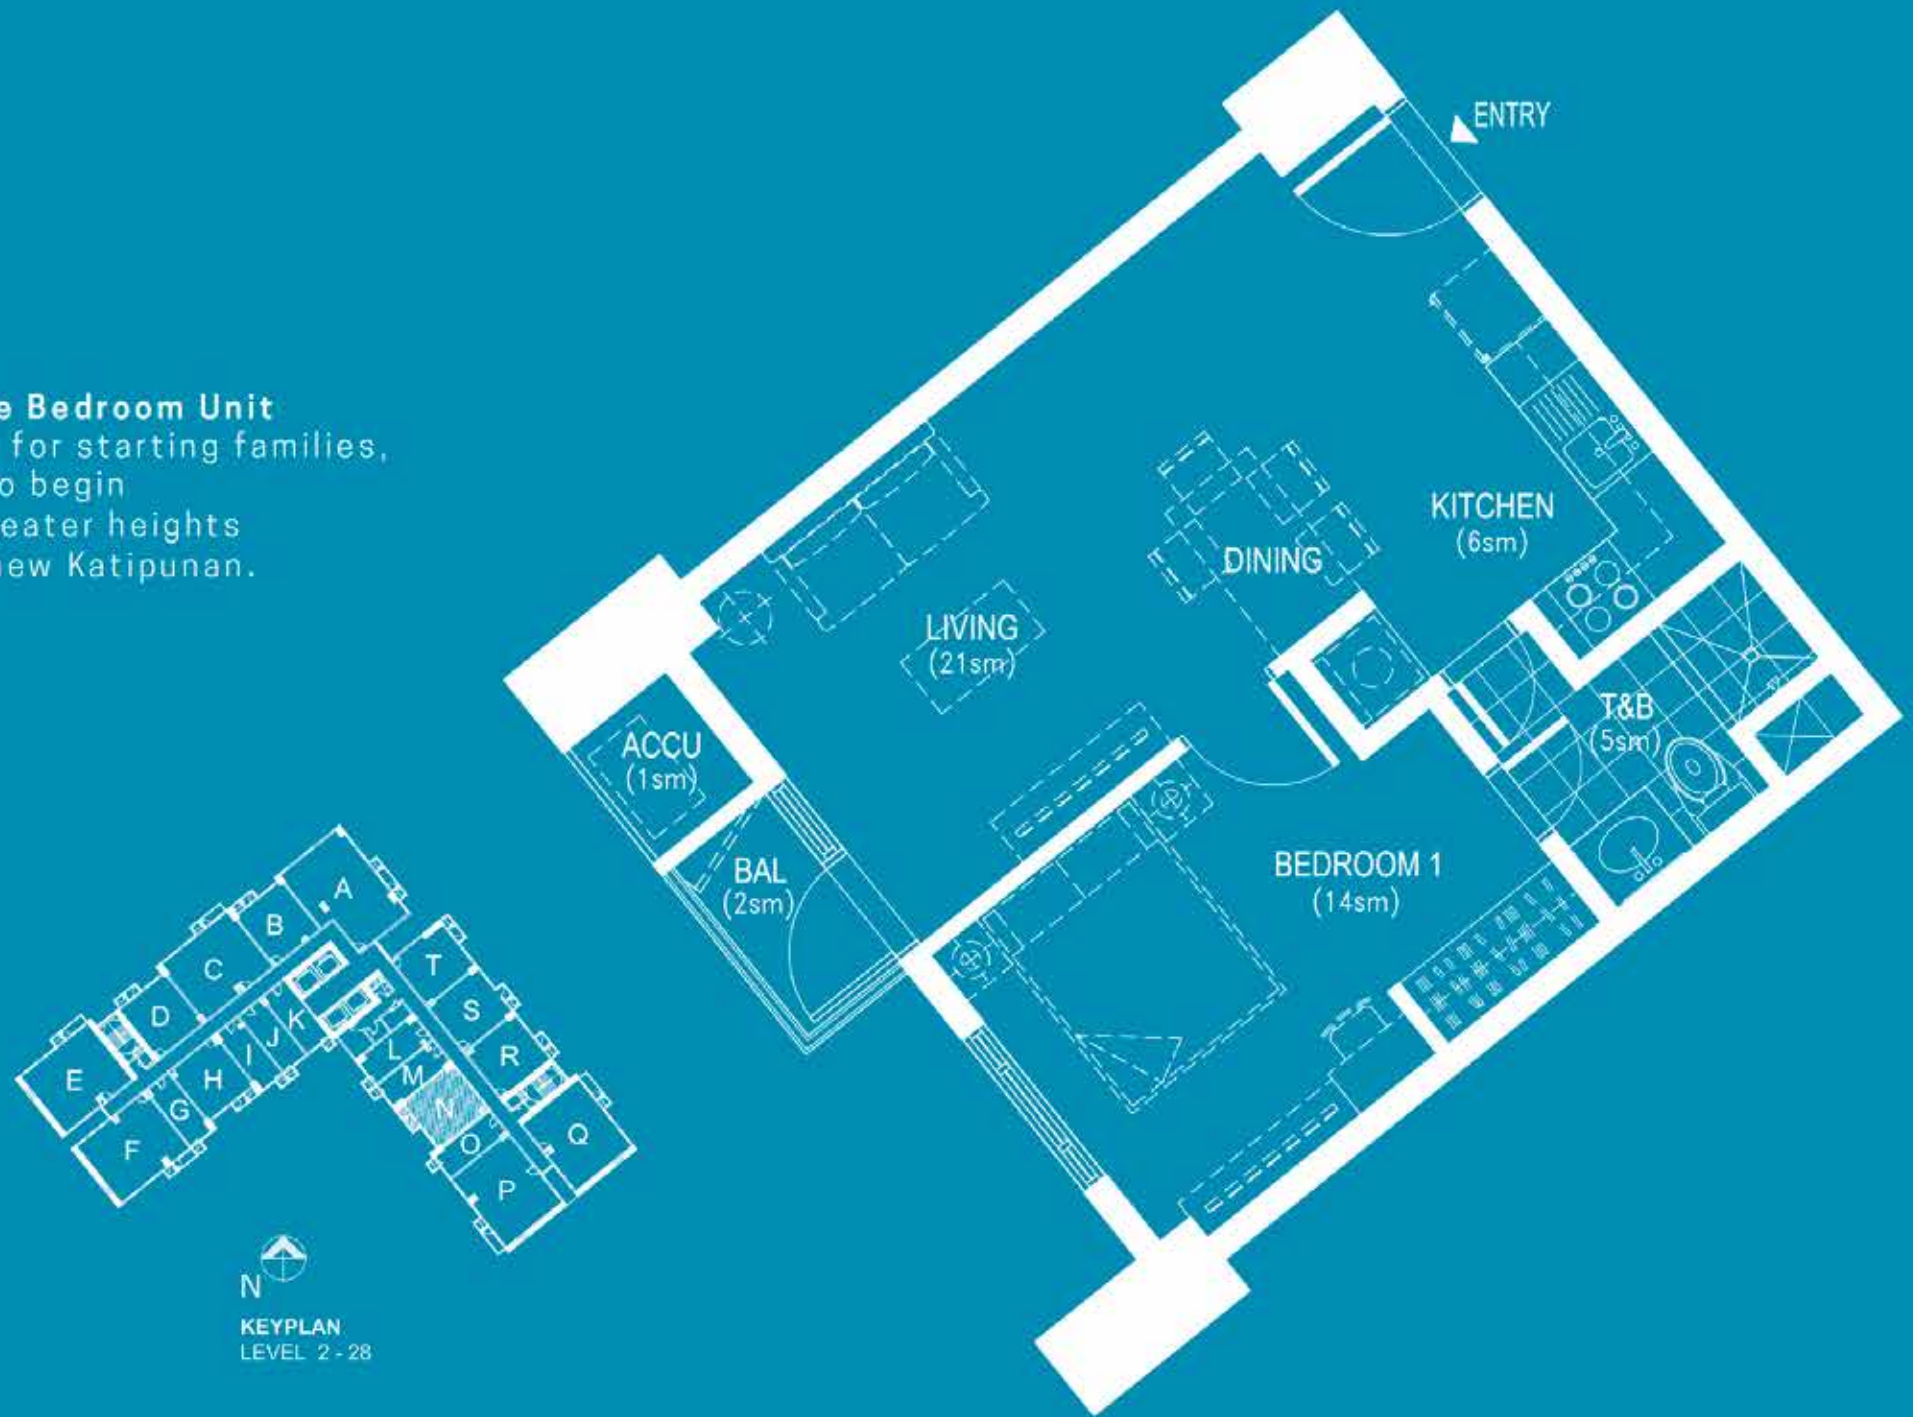 e Bedroom Unit
for starting families,
o begin
eater heights
new Katipunan.
ENTRY
KITCHEN
(6sm)
DINING
LIVING
(21sm)
T&B
(5sm)
ACCU
(1sm)
BAL
(2sm)
BEDROOM 1
(14sm)
A
B
C
T
D
S
K
J
L
R
I
E
H
M
G
N
F
O
Q
P
N
KEYPLAN
LEVEL 2 - 28